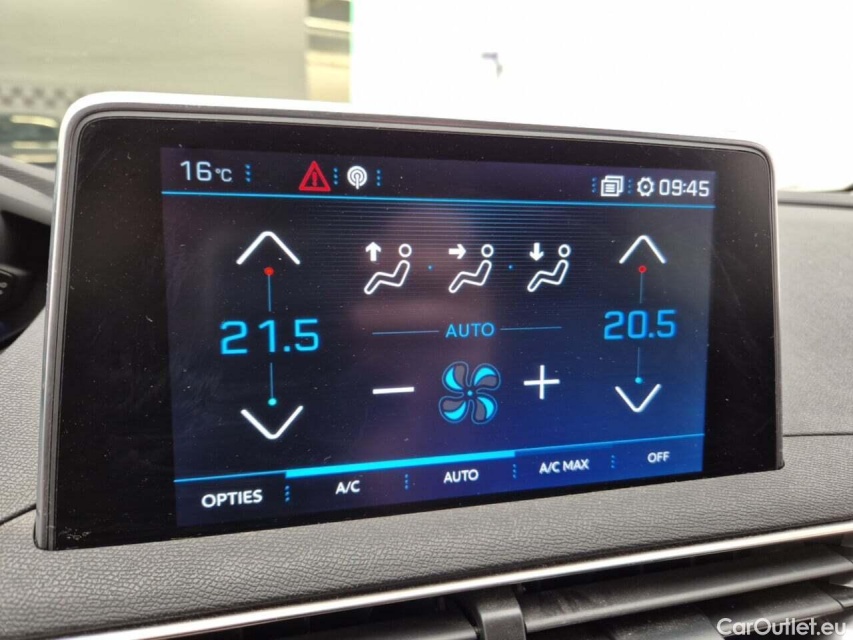 16°C 09:45
21.5 AUTO 20.5
OPTIES A/C AUTO A/C MAX OFF
CarOutlet.eu